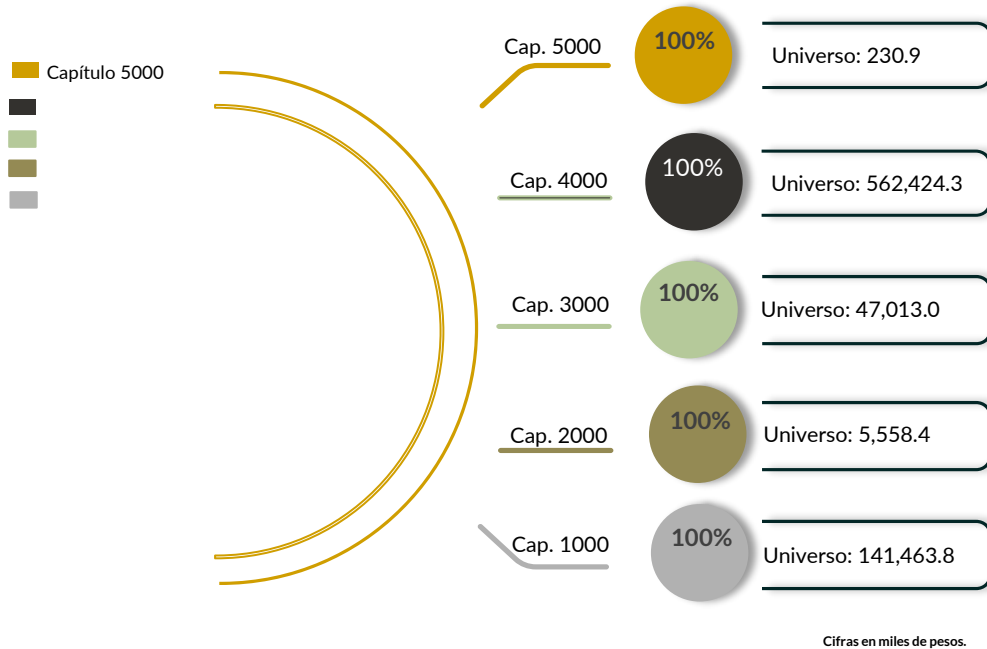 Capítulo 5000
Cap. 5000
100%
Universo: 230.9
Cap. 4000
100%
Universo: 562,424.3
Cap. 3000
100%
Universo: 47,013.0
Cap. 2000
100%
Universo: 5,558.4
Cap. 1000
100%
Universo: 141,463.8
Cifras en miles de pesos.